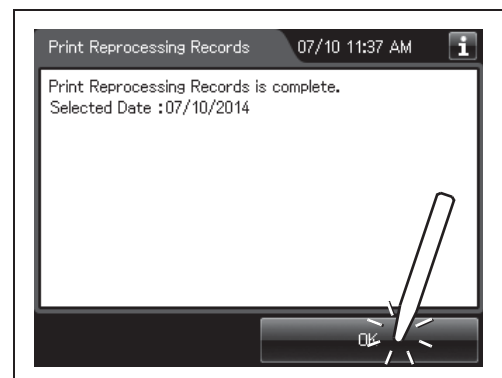 Print Reprocessing Records 07/10 11:37 AM i
Print Reprocessing Records is complete.
Selected Date :07/10/2014
OK